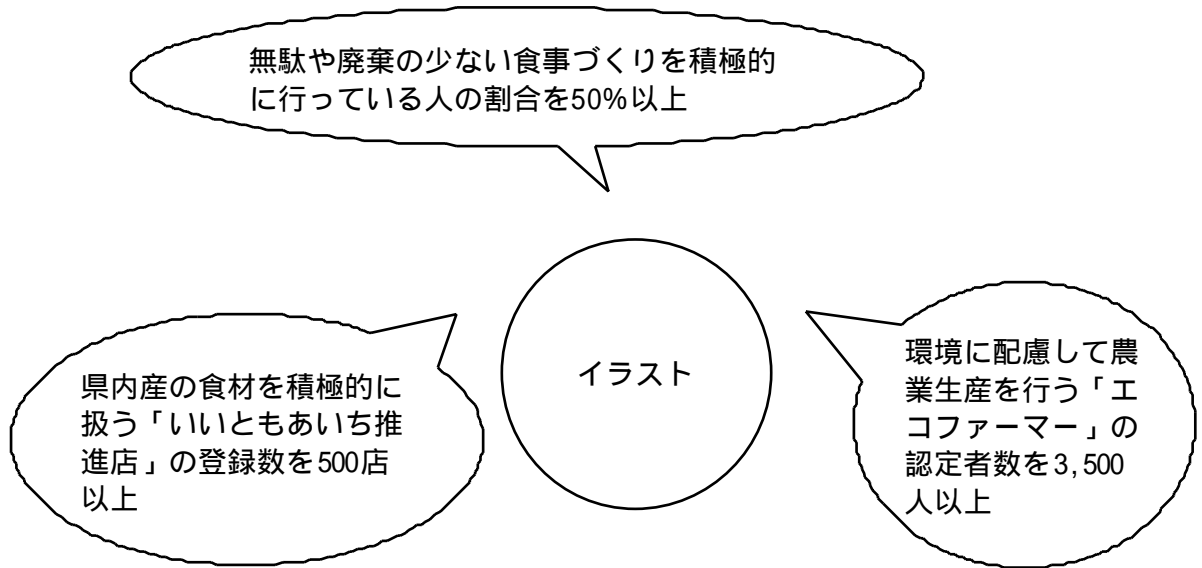 無駄や廃棄の少ない食事づくりを積極的
に行っている人の割合を50%以上
県内産の食材を積極的に
扱う「いいともあいち推
進店」の登録数を500店
以上
イラスト
環境に配慮して農
業生産を行う「エ
コファーマー」の
認定者数を3,500
人以上